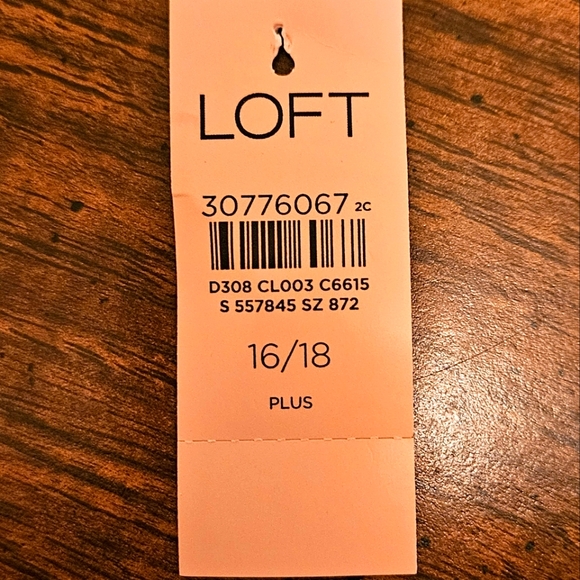 LOFT
30776067 2C
D308 CL003 C6615
S 557845 SZ 872
16/18
PLUS